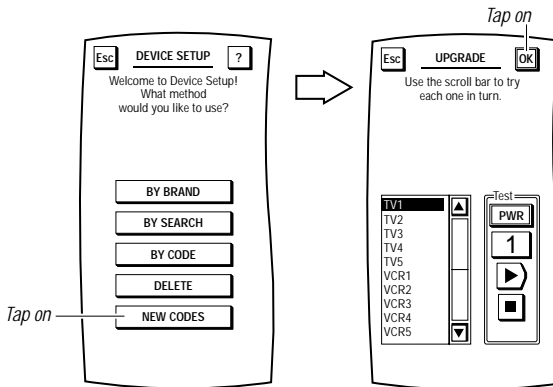 Tap on
Esc DEVICE SETUP ?
Welcome to Device Setup!
What method
would you like to use?
BY BRAND
BY SEARCH
BY CODE
DELETE
NEW CODES
Tap on
Esc UPGRADE OK
Use the scroll bar to try
each one in turn.
TV1
TV2
TV3
TV4
TV5
VCR1
VCR2
VCR3
VCR4
VCR5
Test
PWR
1